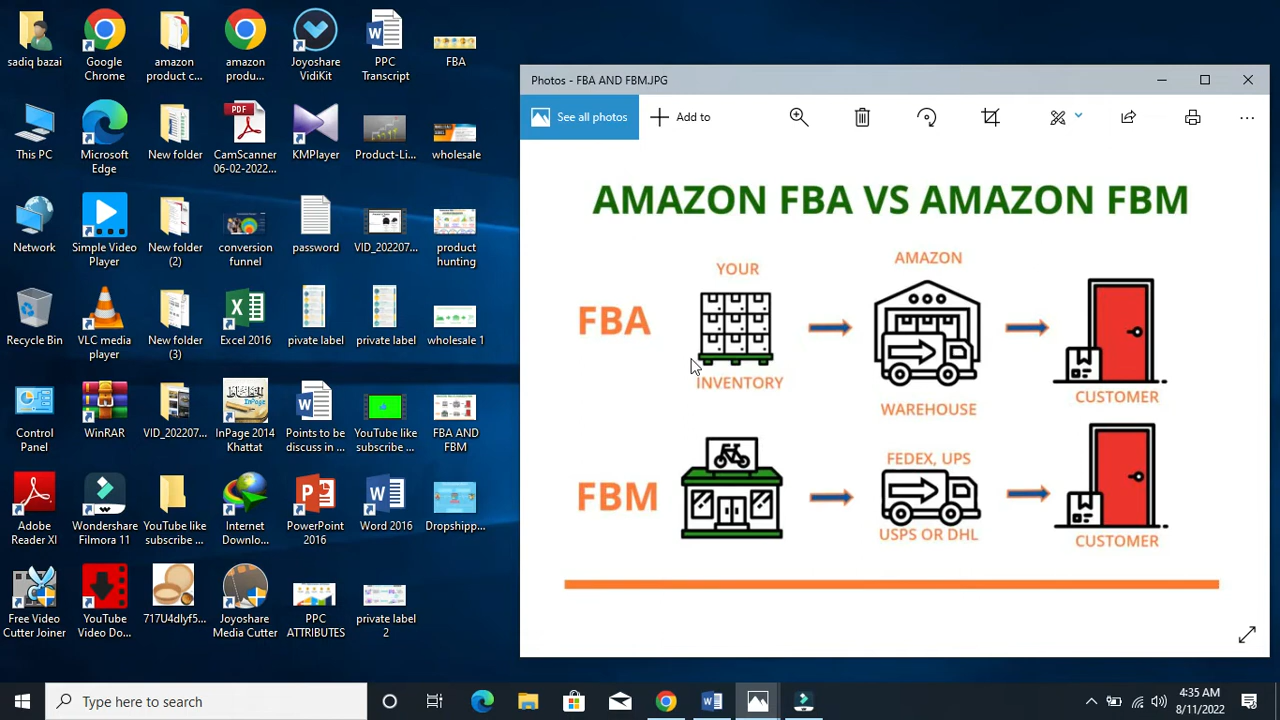 sadiq bazai
Google
Chrome
amazon
product c...
amazon
produ...
Joyoshare
VidiKit
PPC
Transcript
FBA
This PC
Microsoft
Edge
New folder
PDF
CamScanner
06-02-2022...
KMPlayer
Product-Li...
wholesale
Network
Simple Video
Player
New folder
(2)
conversion
funnel
password
VID_202207...
product
hunting
Recycle Bin
VLC media
player
New folder
(3)
Excel 2016
pivate label
private label
wholesale 1
Control
Panel
WinRAR
VID_202207...
InPage
InPage 2014
Khattat
Points to be
discuss in ...
YouTube like
subscribe ...
FBA AND
FBM
Adobe
Reader XI
Wondershare
Filmora 11
YouTube like
subscribe ...
Internet
Downlo...
PowerPoint
2016
Word 2016
Dropshipp...
Free Video
Cutter Joiner
YouTube
Video Do...
717U4dlyf5...
Joyoshare
Media Cutter
PPC
ATTRIBUTES
private label
2
Photos - FBA AND FBM.JPG
See all photos
Add to
AMAZON FBA VS AMAZON FBM
FBA
YOUR
INVENTORY
AMAZON
WAREHOUSE
CUSTOMER
FBM
FEDEX, UPS
USPS OR DHL
CUSTOMER
Type here to search
4:35 AM
8/11/2022